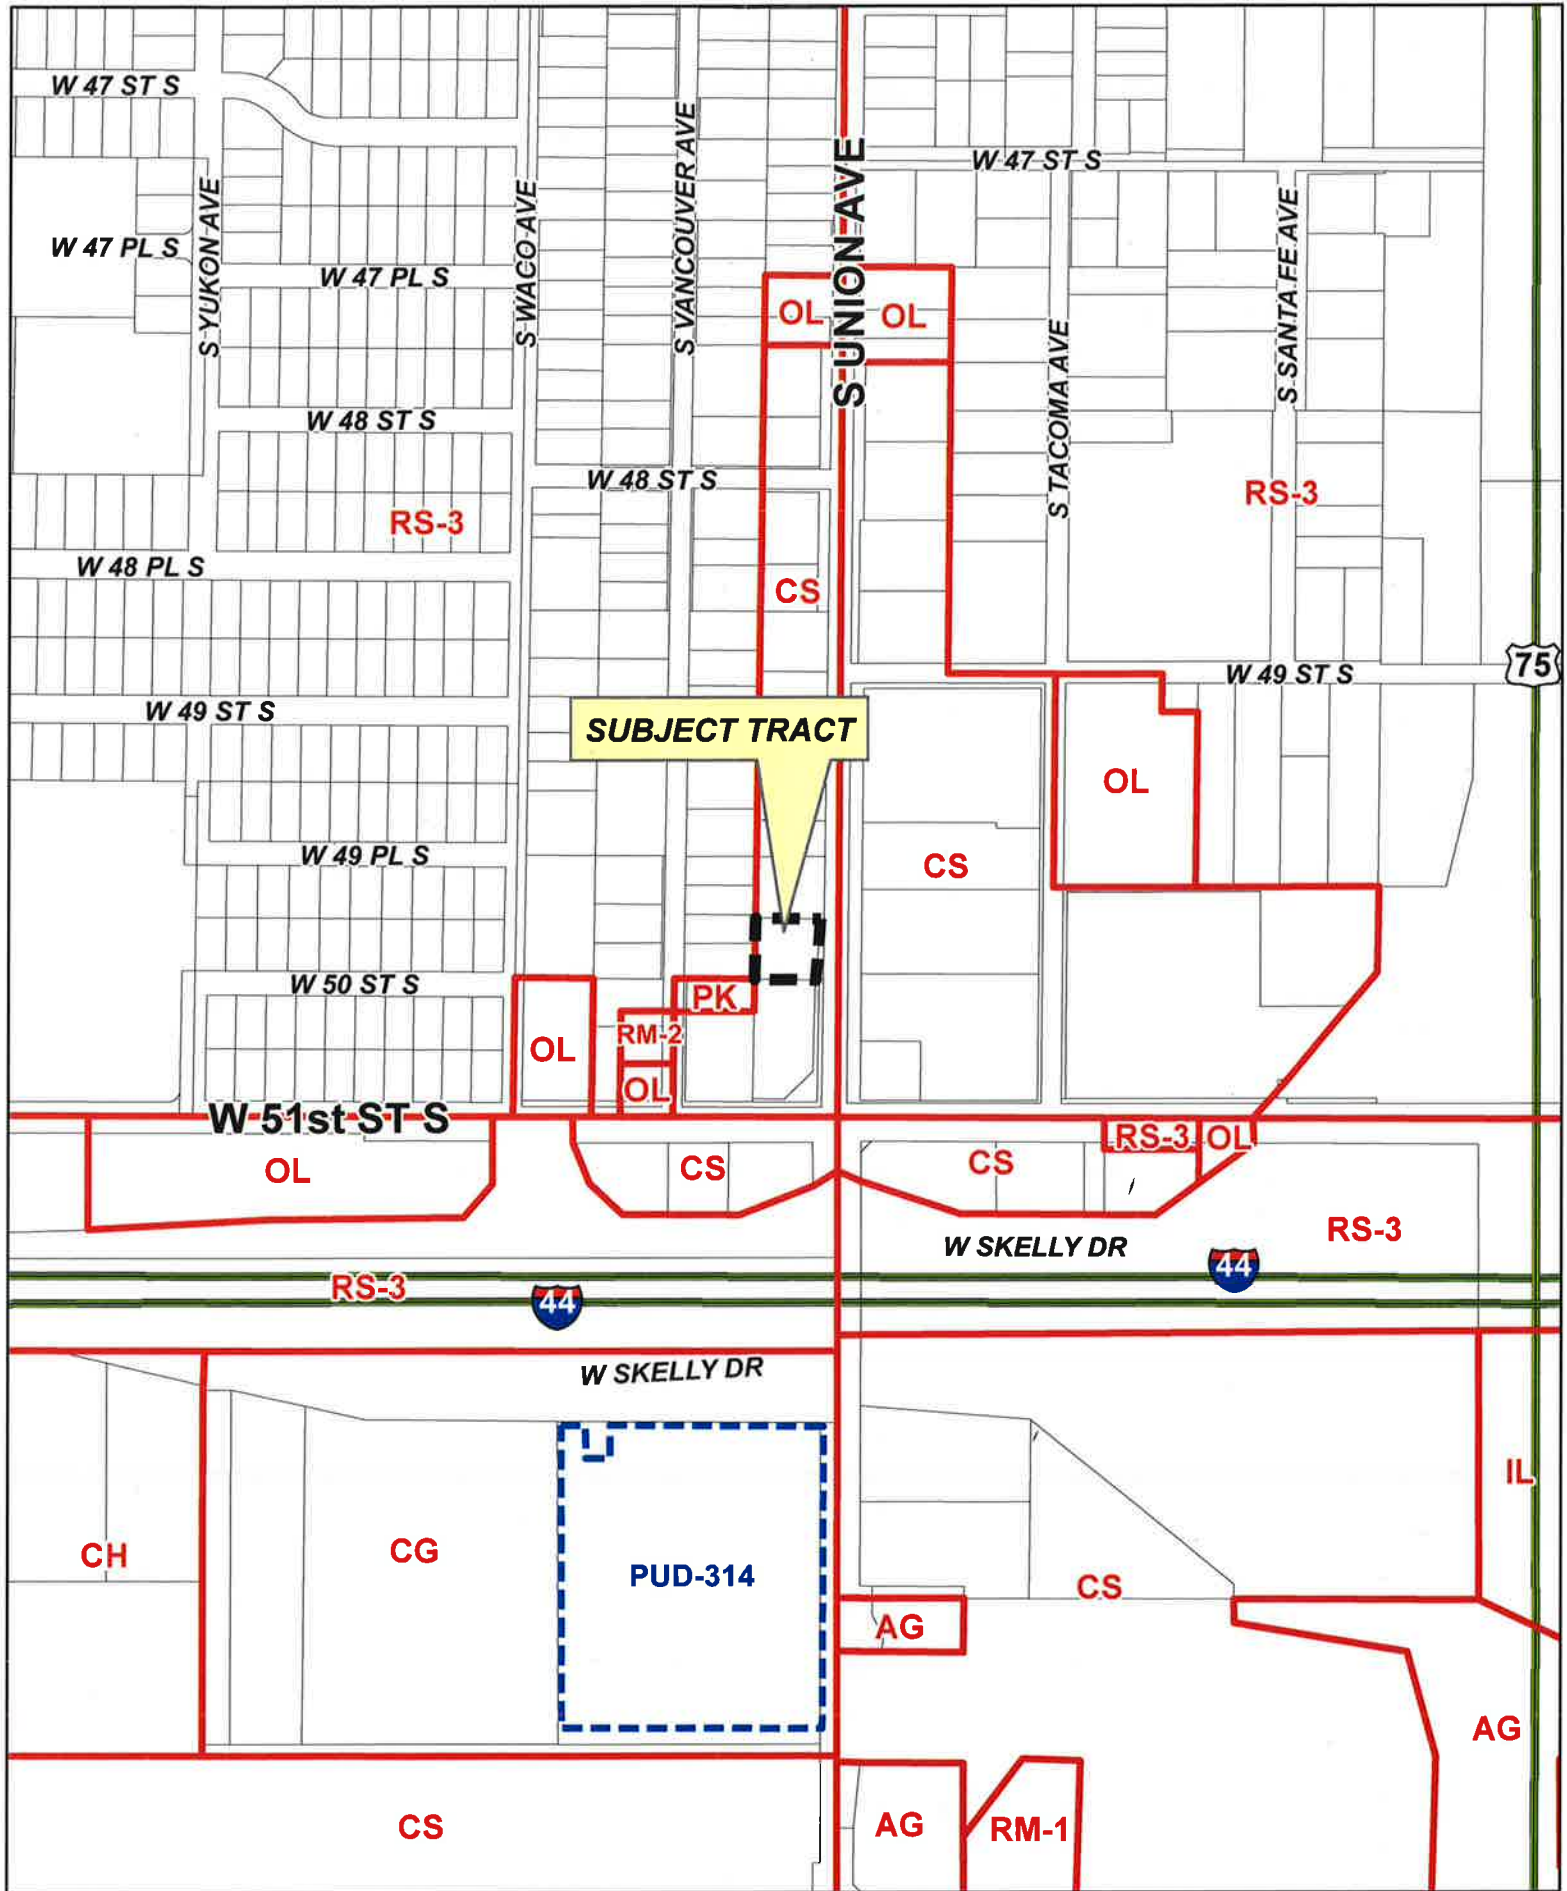 W 47 ST S
S VANCOUVER AVE
S UNION AVE
W 47 ST S
S YUKON AVE
S WACO AVE
S SANTA FE AVE
W 47 PL S
W 47 PL S
OL
OL
S TACOMA AVE
W 48 ST S
W 48 ST S
RS-3
RS-3
W 48 PL S
CS
75
W 49 ST S
W 49 ST S
SUBJECT TRACT
OL
W 49 PL S
CS
W 50 ST S
PK
RM-2
OL
OL
W 51st ST S
RS-3
OL
OL
CS
CS
RS-3
W SKELLY DR
44
RS-3
44
W SKELLY DR
IL
CH
CG
PUD-314
CS
AG
AG
CS
AG
RM-1